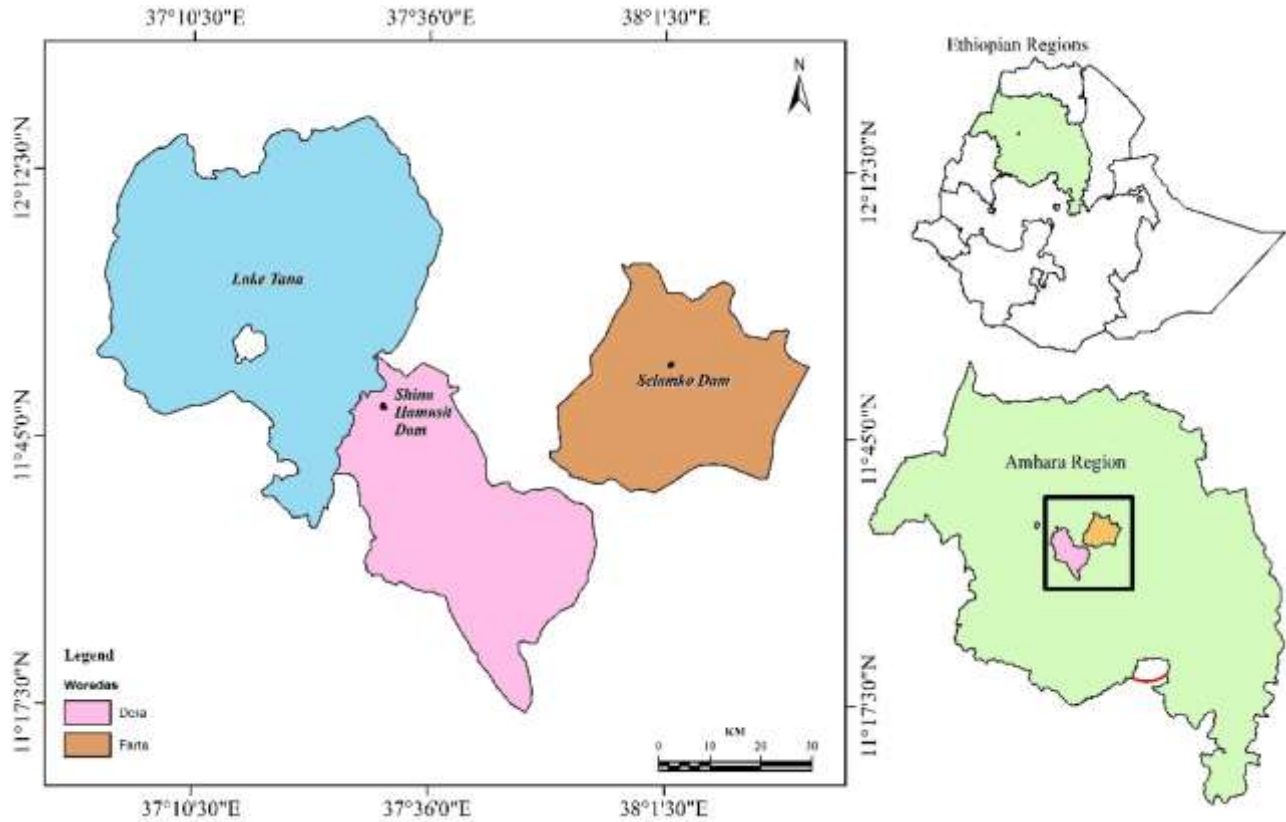 37°10'30"E 37°36'0"E 38°1'30"E
Ethiopian Regions
N
12°12'30"N
12°12'30"N
Lake Tana
Selamko Dam
Shina
Hamusit
Dam
11°45'0"N
11°45'0"N
Amhara Region
Legend
Woredas
Dera
Farta
KM
0 10 20 30
11°17'30"N
11°17'30"N
37°10'30"E 37°36'0"E 38°1'30"E